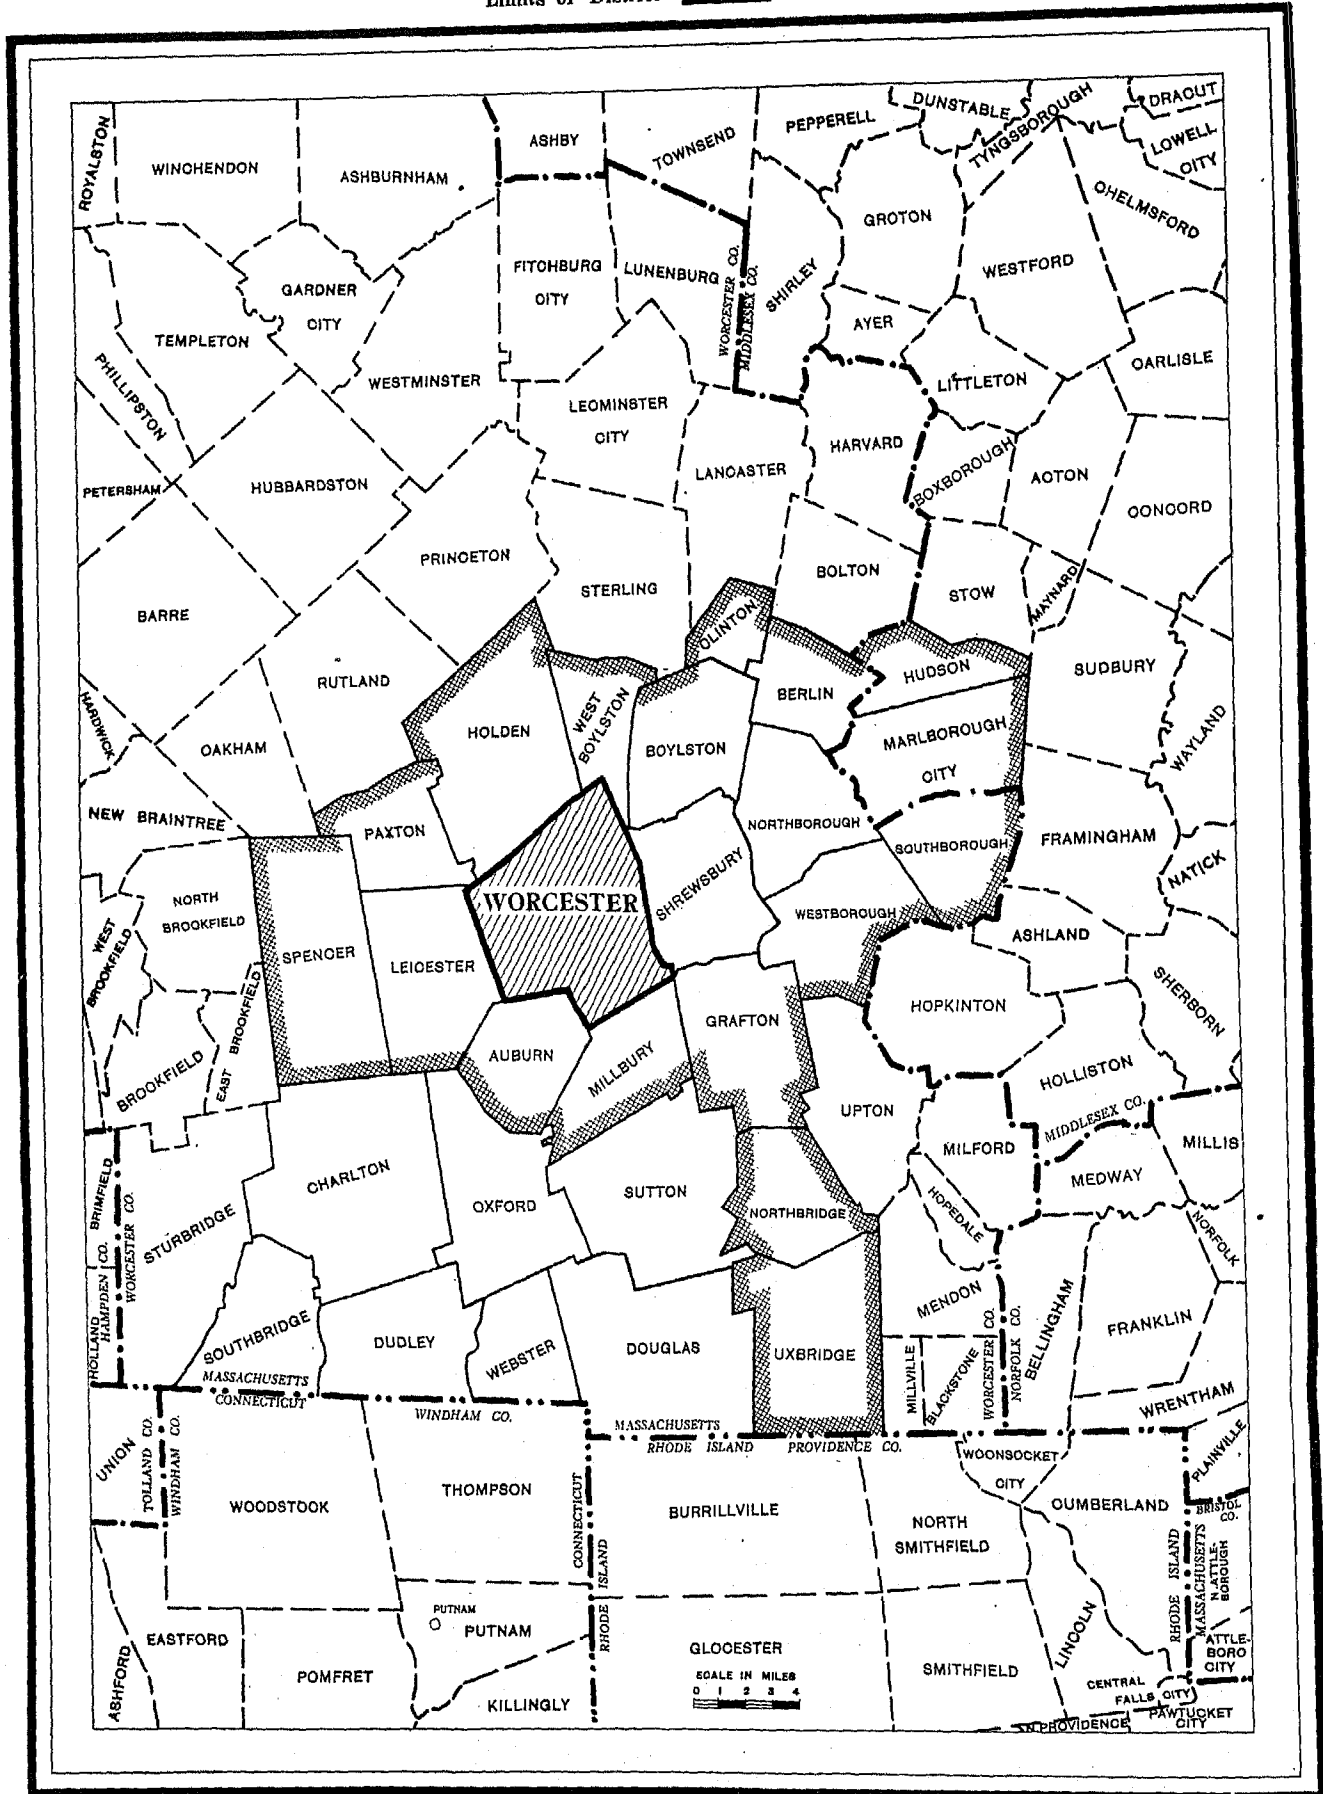 Limits of District
ROYALSTON
WINCHENDON
ASHBURNHAM
ASHBY
TOWNSEND
PEPPERELL
DUNSTABLE
TYNGSBOROUGH
DRACUT
LOWELL
CITY
CHELMSFORD
GROTON
WESTFORD
FITCHBURG
CITY
LUNENBURG
WORCESTER CO.
MIDDLESEX CO.
SHIRLEY
AYER
GARDNER
CITY
TEMPLETON
PHILLIPSTON
WESTMINSTER
LEOMINSTER
CITY
LITTLETON
CARLISLE
HARVARD
BOXBOROUGH
ACTON
CONCORD
PETERSHAM
HUBBARDSTON
LANCASTER
PRINCETON
STERLING
BOLTON
STOW
MAYNARD
BARRE
CLINTON
RUTLAND
HUDSON
SUDBURY
HARDWICK
OAKHAM
HOLDEN
WEST
BOYLSTON
BOYLSTON
BERLIN
MARLBOROUGH
CITY
WAYLAND
NEW BRAINTREE
PAXTON
NORTHBOROUGH
SOUTHBOROUGH
FRAMINGHAM
NATICK
NORTH
BROOKFIELD
WEST
BROOKFIELD
SPENCER
LEICESTER
WORCESTER
SHREWSBURY
WESTBOROUGH
ASHLAND
SHERBORN
BROOKFIELD
EAST BROOKFIELD
AUBURN
MILLBURY
GRAFTON
HOPKINTON
HOLLISTON
UPTON
MIDDLESEX CO.
MILFORD
MEDWAY
MILLIS
BRIMFIELD
STURBRIDGE
CHARLTON
OXFORD
SUTTON
NORTHBRIDGE
HOPEDALE
NORFOLK
HOLLAND
HAMPDEN CO.
WORCESTER CO.
SOUTHBRIDGE
DUDLEY
WEBSTER
DOUGLAS
UXBRIDGE
MENDON
MILLVILLE
BLACKSTONE
WORCESTER CO.
NORFOLK CO.
BELLINGHAM
FRANKLIN
WRENTHAM
MASSACHUSETTS
CONNECTICUT
WINDHAM CO.
MASSACHUSETTS
RHODE ISLAND
PROVIDENCE CO.
UNION
TOLLAND CO.
WINDHAM CO.
WOODSTOCK
THOMPSON
CONNECTICUT
RHODE ISLAND
BURRILLVILLE
NORTH
SMITHFIELD
WOONSOCKET
CITY
CUMBERLAND
PLAINVILLE
BRISTOL
CO.
RHODE ISLAND
MASSACHUSETTS
N. ATTLE-
BOROUGH
ATTLE-
BORO
CITY
ASHFORD
EASTFORD
POMFRET
PUTNAM
PUTNAM
KILLINGLY
GLOCESTER
SCALE IN MILES
0 1 2 3 4
SMITHFIELD
LINCOLN
CENTRAL
FALLS CITY
N. PROVIDENCE
PAWTUCKET
CITY